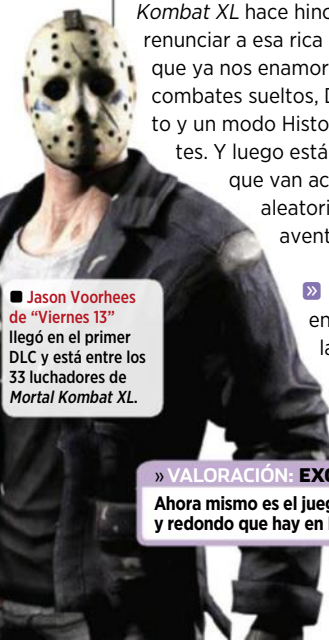 Kombat XL hace hinc
renunciar a esa rica
que ya nos enamor
combates sueltos, D
to y un modo Histo
tes. Y luego está
que van ac
aleatori
avent
»
en
la
■ Jason Voorhees
de “Viernes 13”
llegó en el primer
DLC y está entre los
33 luchadores de
Mortal Kombat XL.
» VALORACIÓN: EXC
Ahora mismo es el jueg
y redondo que hay en